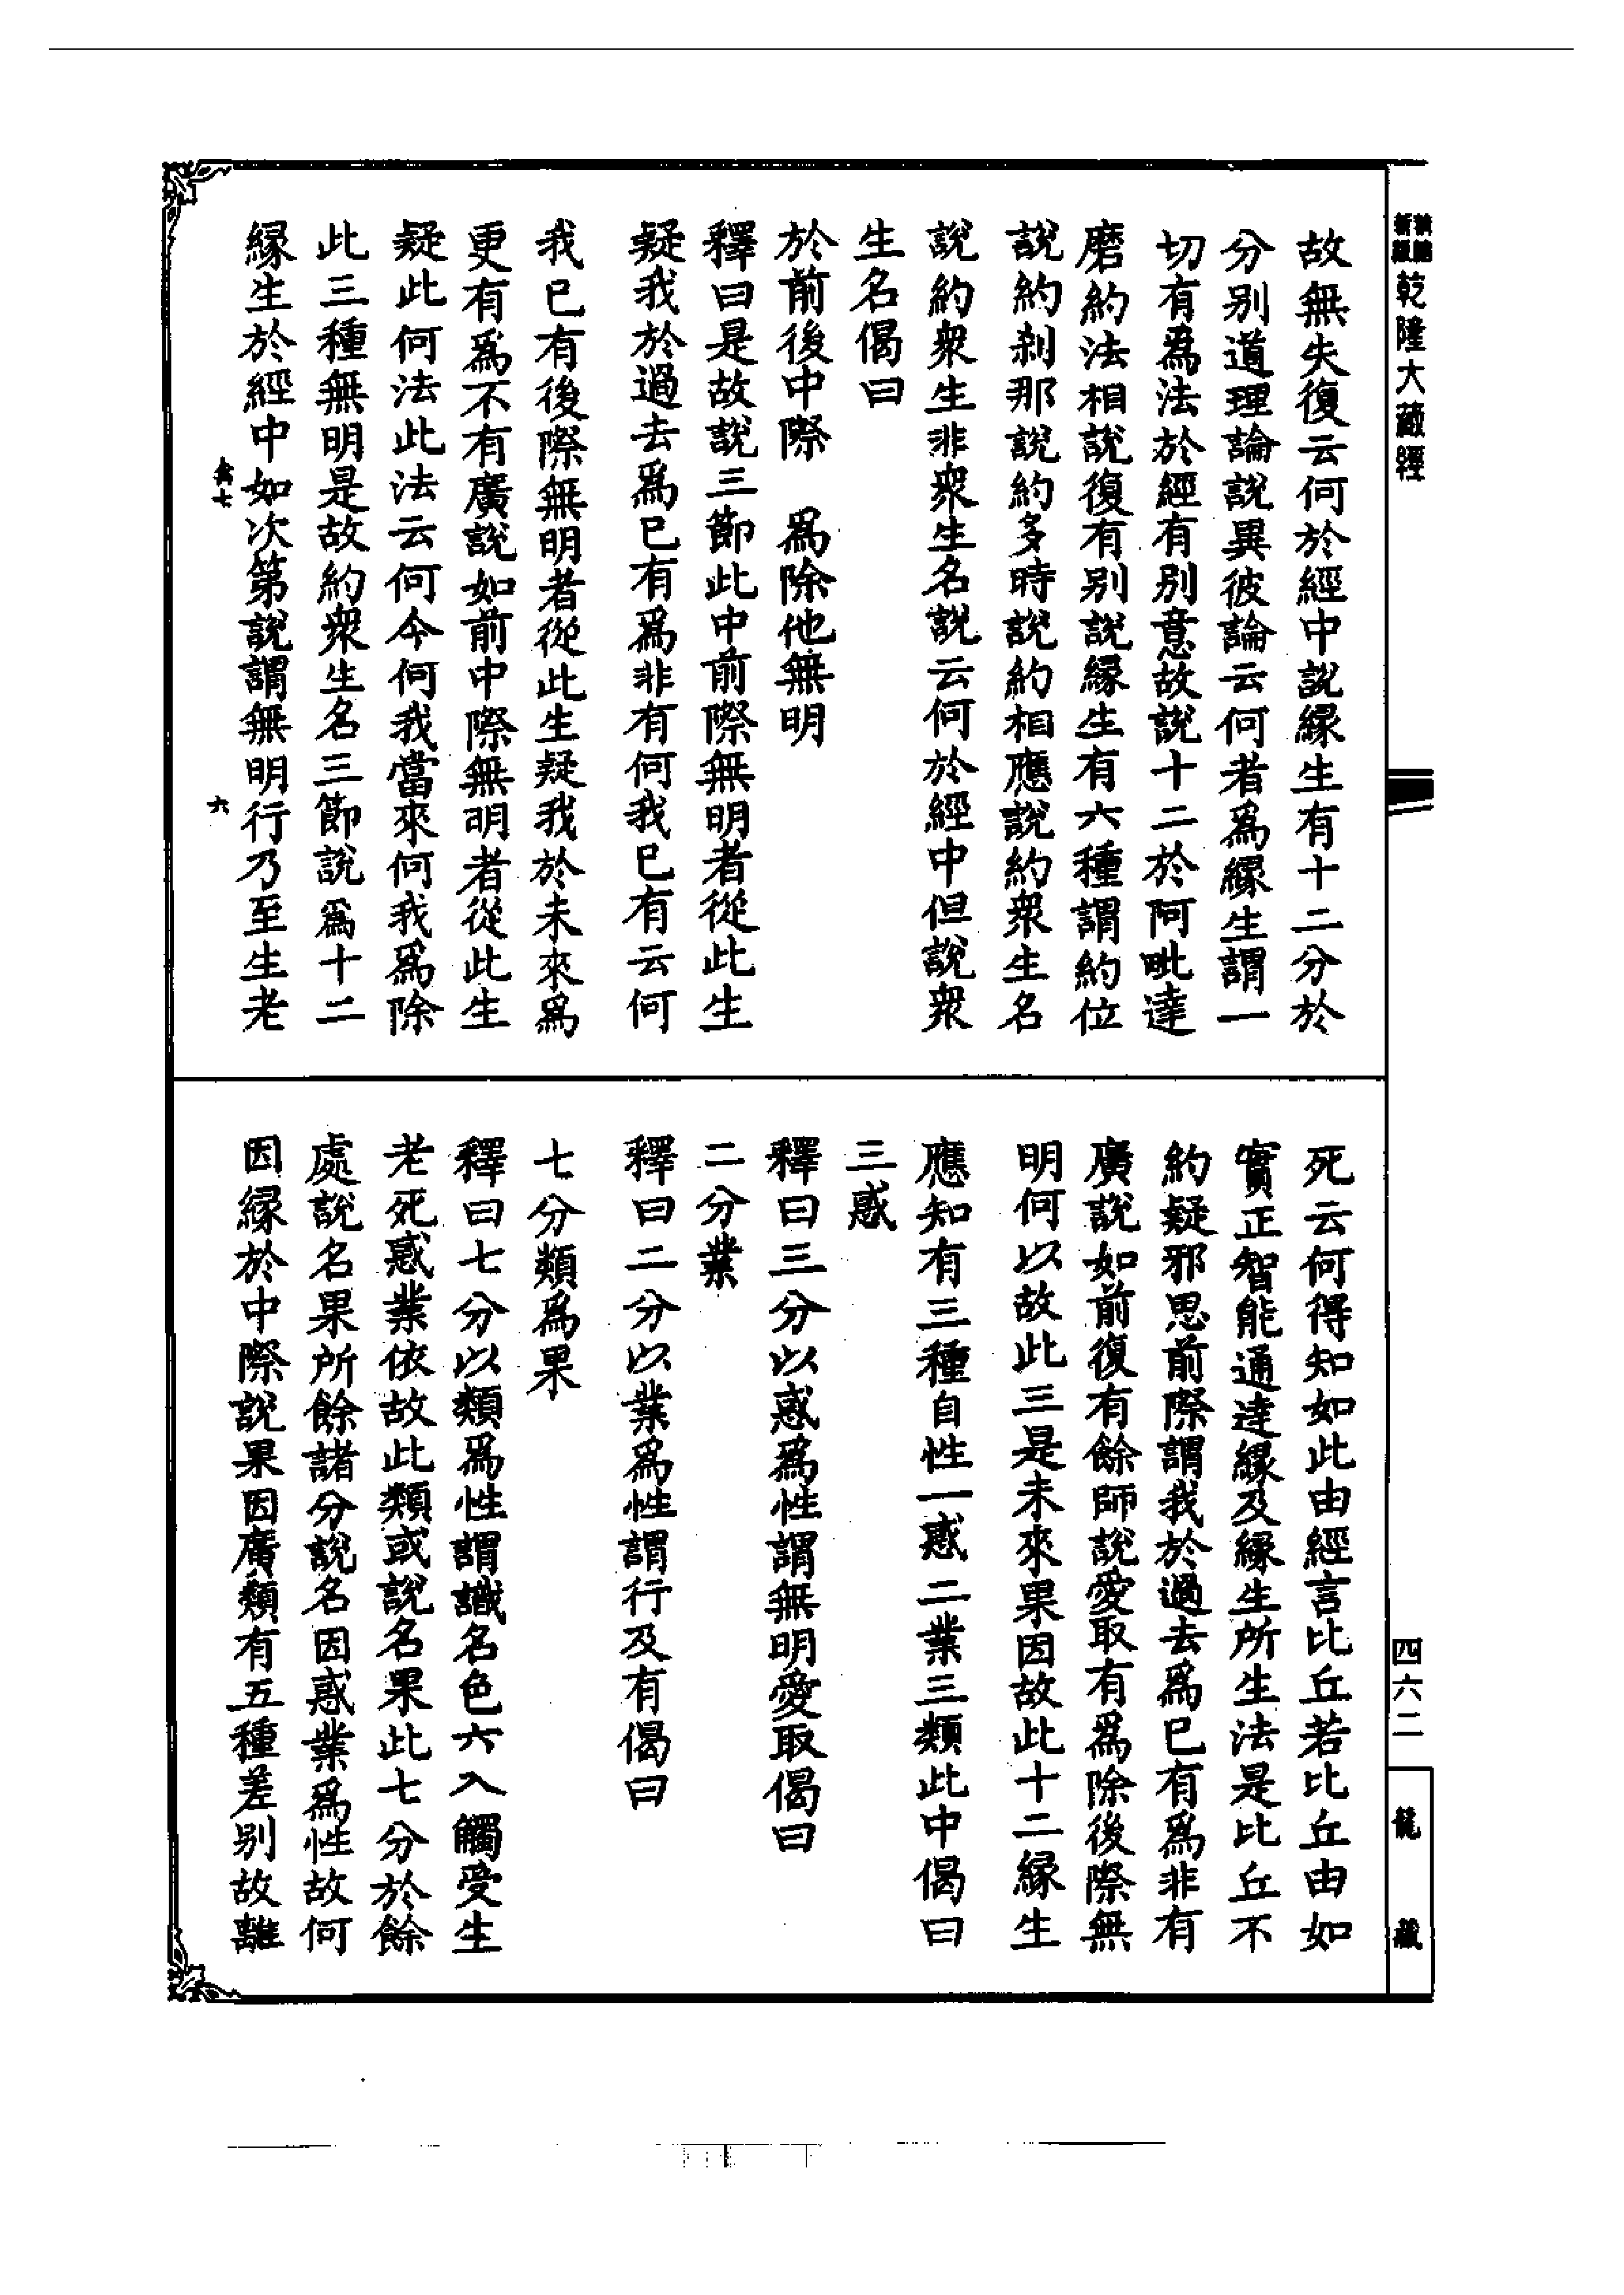 新編縮版
乾隆大藏經
四六二
龍藏
故無失復云何於經中說縁生有十二分於
分別道理論說異彼論云何者爲縁生謂一
切有爲法於經有別意故說十二於阿毗達
磨約法相說復有別說縁生有六種謂約位
說約刹那說約多時說約相應說約衆生名
說約衆生非衆生名說云何於經中但說衆
生名偈曰
於前後中際　爲除他無明
釋曰是故說三節此中前際無明者從此生
疑我於過去爲已有爲非有何我已有云何
我已有後際無明者從此生疑我於未來爲
更有爲不有廣說如前中際無明者從此生
疑此何法此法云何今何我當來何我爲除
此三種無明是故約衆生名三節說爲十二
縁生於經中如次第說謂無明行乃至生老
六
死云何得知如此由經言比丘若比丘由如
實正智能通達縁及縁生所生法是比丘不
約疑邪思前際謂我於過去爲已有爲非有
廣說如前復有餘師說愛取有爲除後際無
明何以故此三是未來果因故此十二縁生
應知有三種自性一惑二業三類此中偈曰
三惑
釋曰三分以惑爲性謂無明愛取偈曰
二分業
釋曰二分以業爲性謂行及有偈曰
七分類爲果
釋曰七分以類爲性謂識名色六入觸受生
老死惑業依故此類或說名果此七分於餘
處說名果所餘諸分說名因惑業爲性故何
因縁於中際說果因廣類有五種差別故離